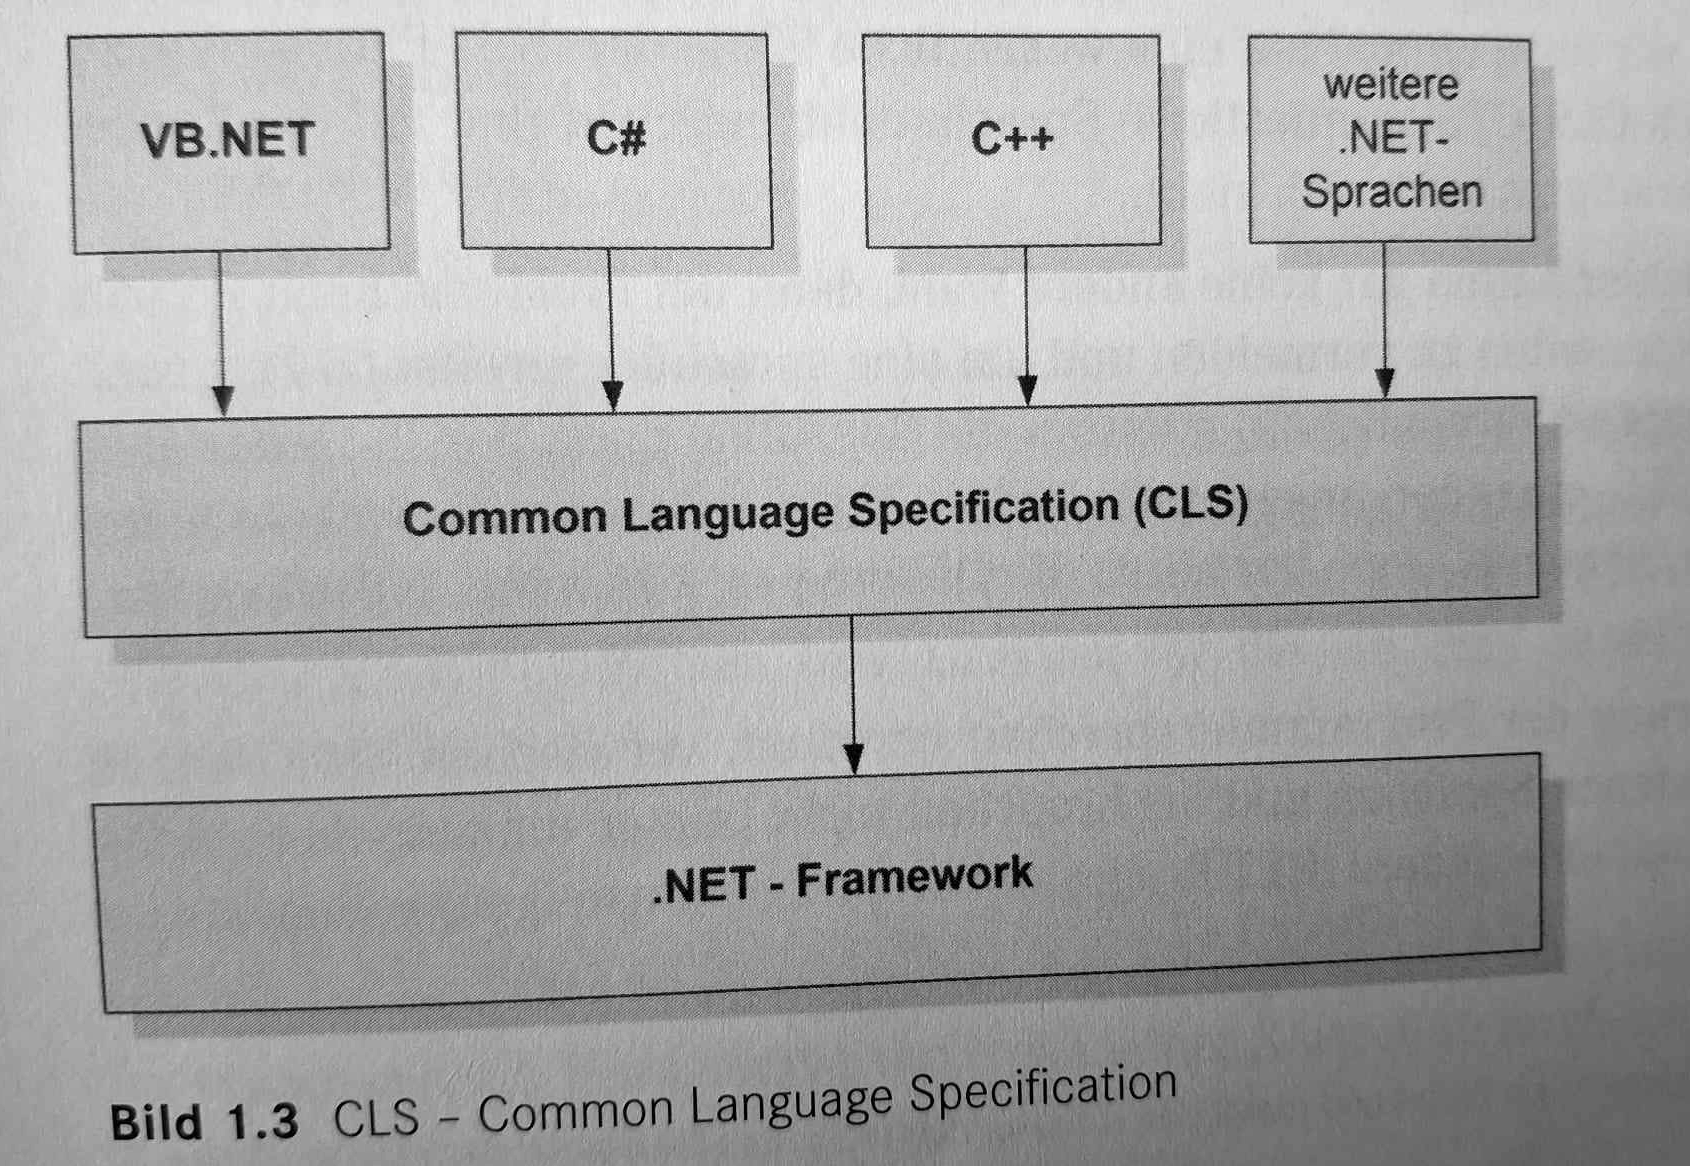 VB.NET
C#
C++
weitere
.NET-
Sprachen
Common Language Specification (CLS)
.NET - Framework
Bild 1.3 CLS – Common Language Specification